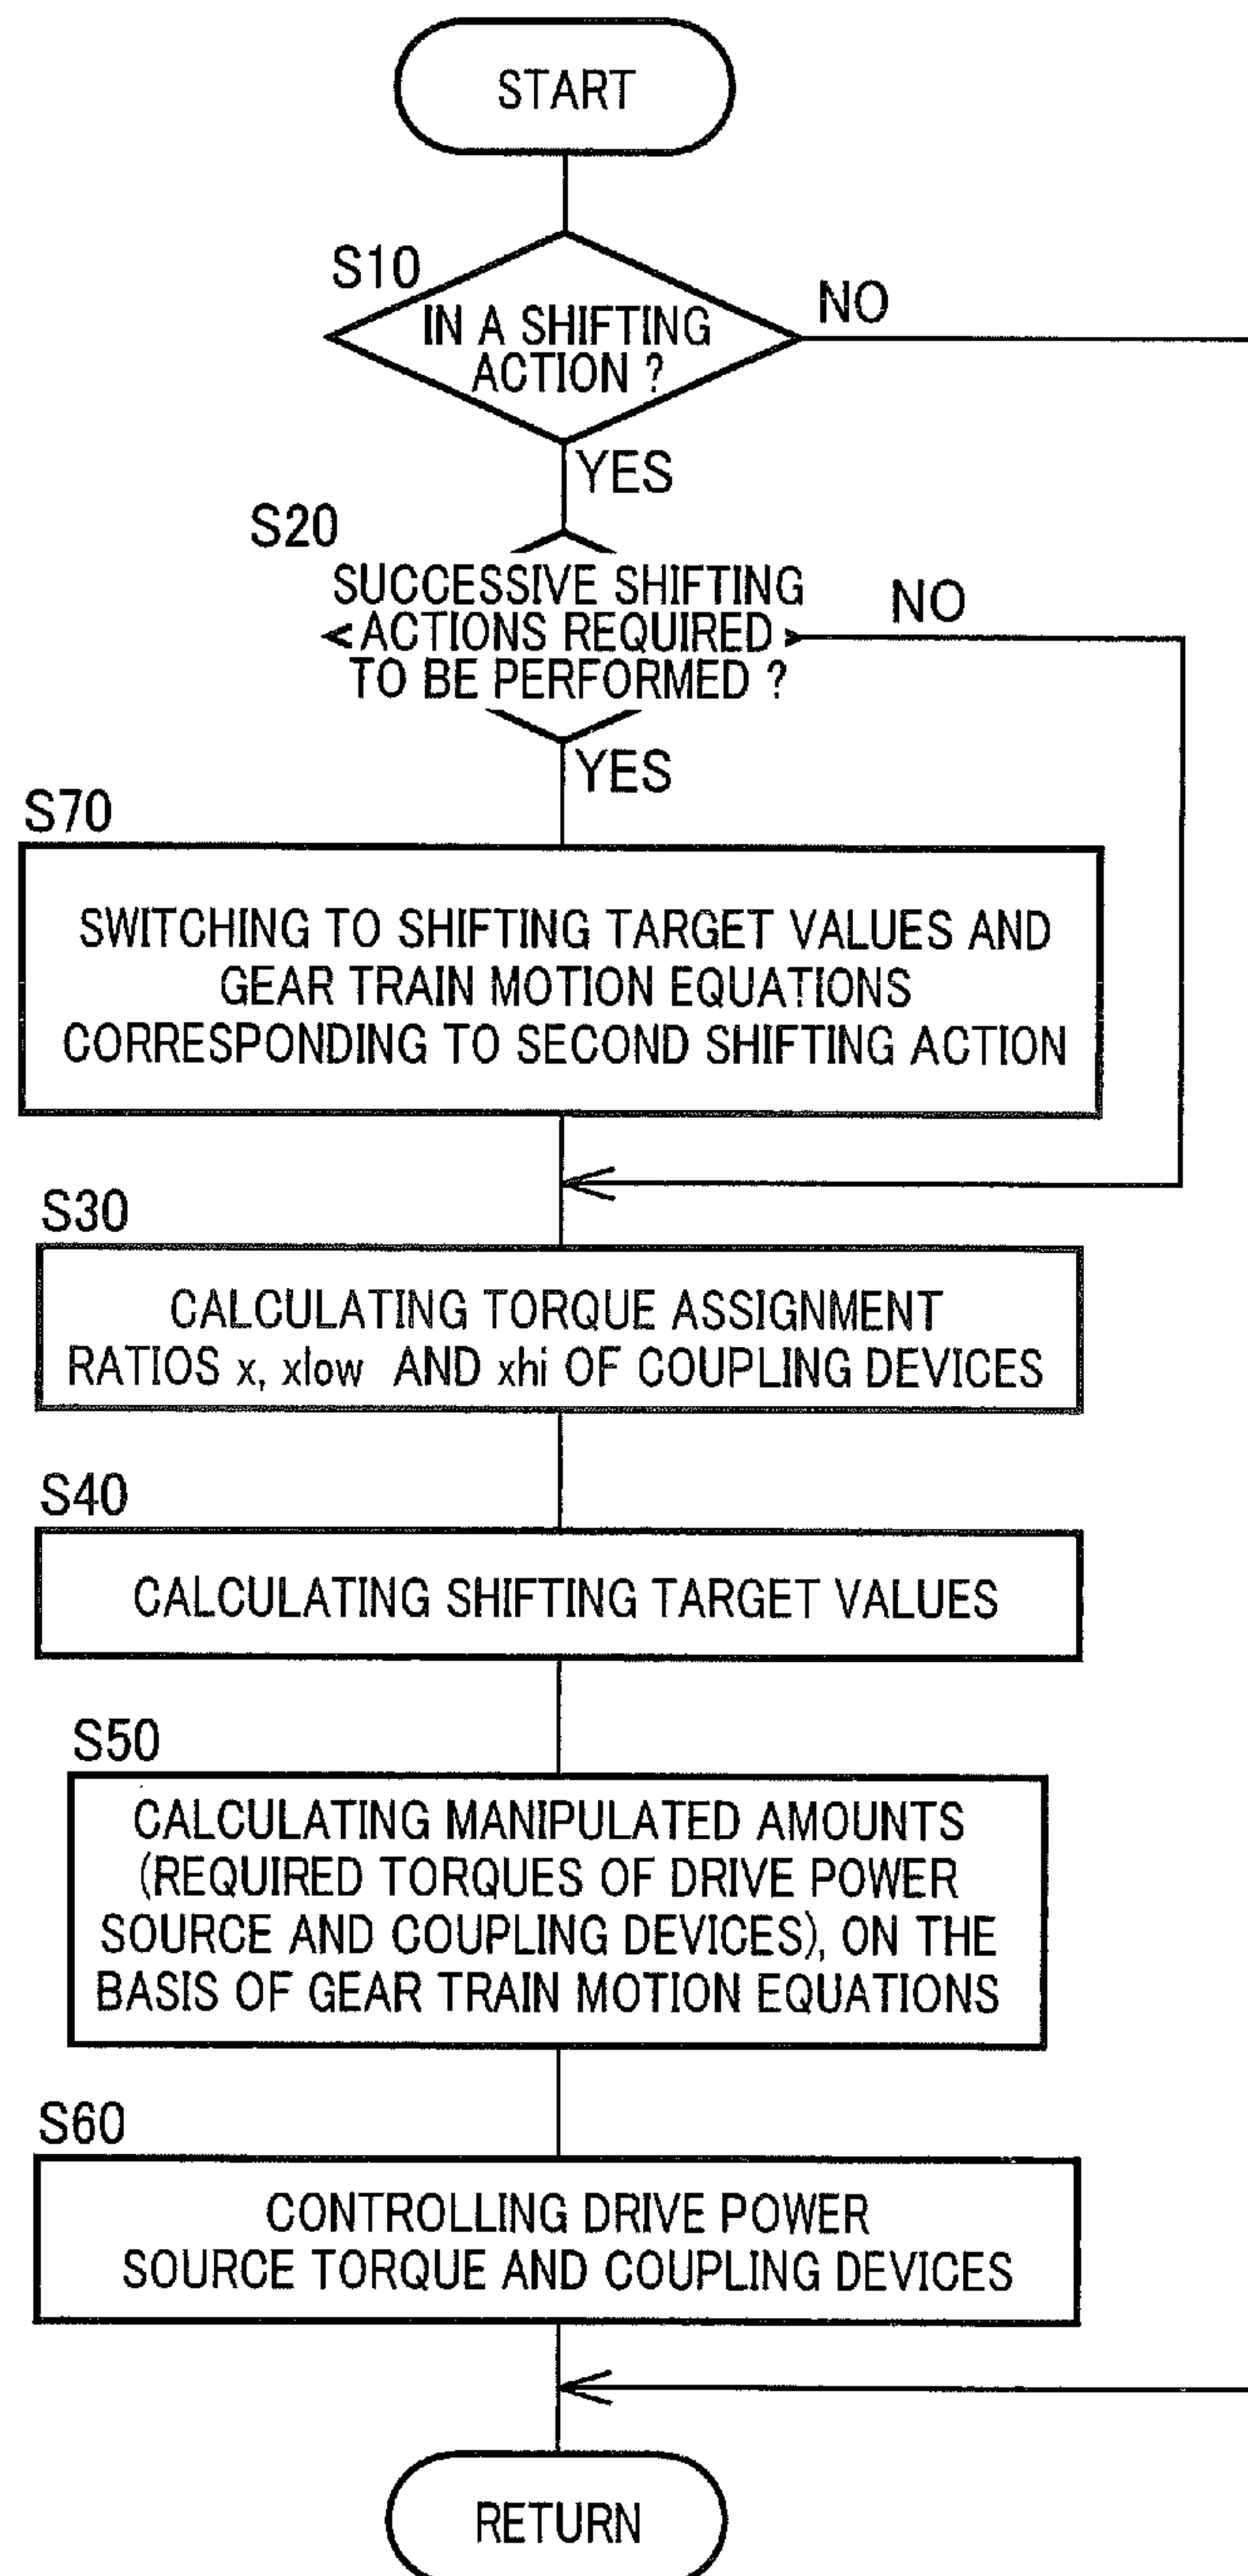 START
S10
IN A SHIFTING
ACTION ?
NO
YES
S20
SUCCESSIVE SHIFTING
ACTIONS REQUIRED
TO BE PERFORMED ?
NO
YES
S70
SWITCHING TO SHIFTING TARGET VALUES AND
GEAR TRAIN MOTION EQUATIONS
CORRESPONDING TO SECOND SHIFTING ACTION
S30
CALCULATING TORQUE ASSIGNMENT
RATIOS x, xlow AND xhi OF COUPLING DEVICES
S40
CALCULATING SHIFTING TARGET VALUES
S50
CALCULATING MANIPULATED AMOUNTS
(REQUIRED TORQUES OF DRIVE POWER
SOURCE AND COUPLING DEVICES), ON THE
BASIS OF GEAR TRAIN MOTION EQUATIONS
S60
CONTROLLING DRIVE POWER
SOURCE TORQUE AND COUPLING DEVICES
RETURN